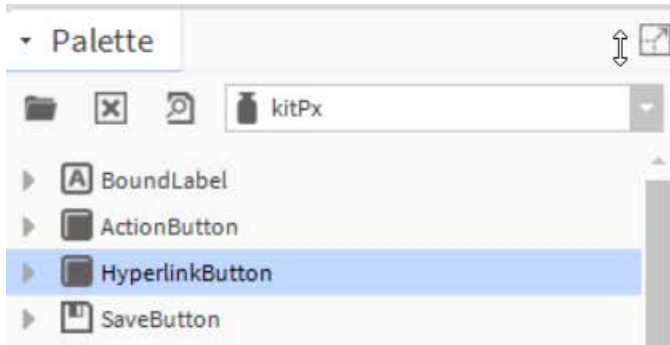 Palette
kitPx
BoundLabel
ActionButton
HyperlinkButton
SaveButton